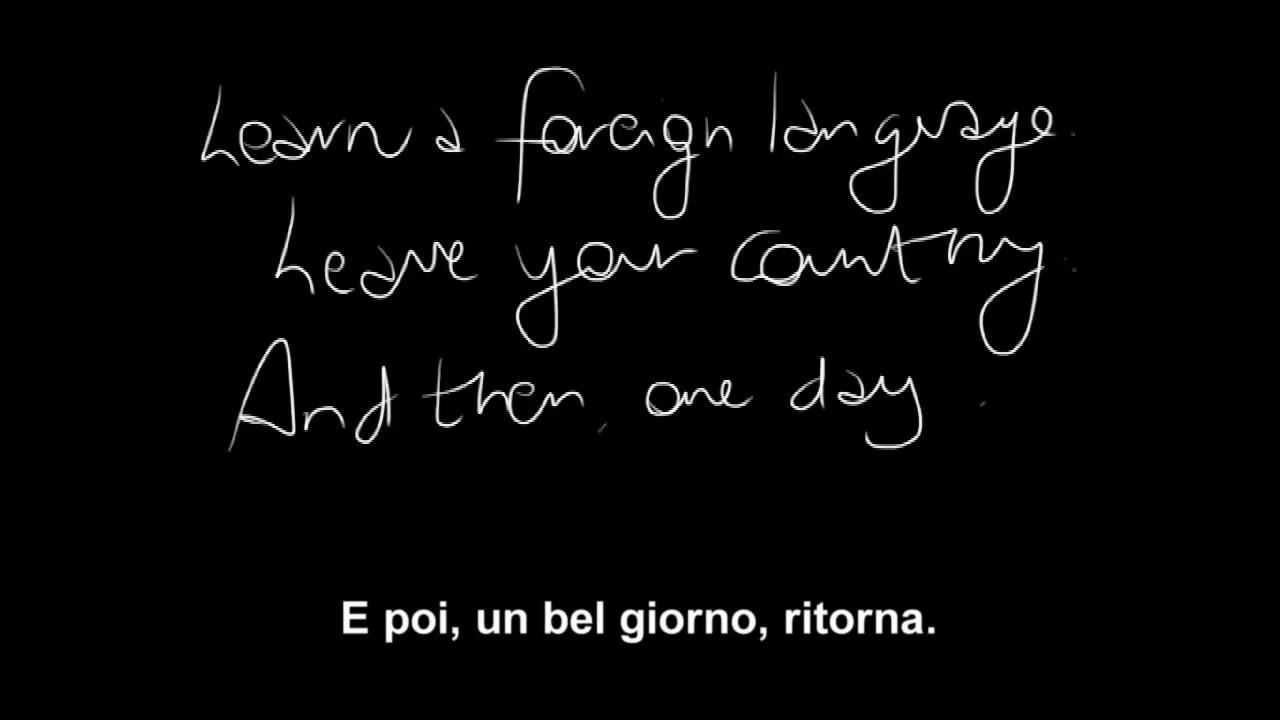 Learn a foreign language.
Leave your country.
And then, one day
E poi, un bel giorno, ritorna.